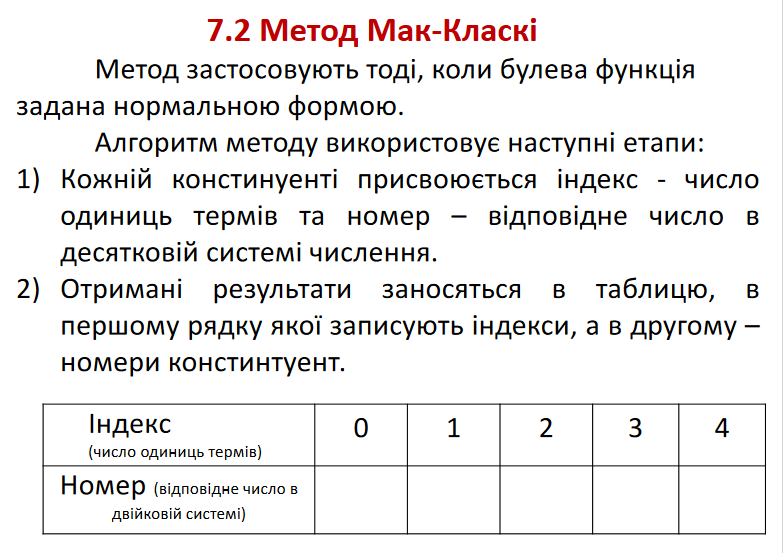 7.2 Метод Мак-Класкі
Метод застосовують тоді, коли булева функція
задана нормальною формою.
Алгоритм методу використовує наступні етапи:
1) Кожній констинуенті присвоюється індекс - число
одиниць термів та номер – відповідне число в
десятковій системі числення.
2) Отримані результати заносяться в таблицю, в
першому рядку якої записують індекси, а в другому –
номери констинтуент.
Індекс 0 1 2 3 4
(число одиниць термів)
Номер (відповідне число в
двійковій системі)